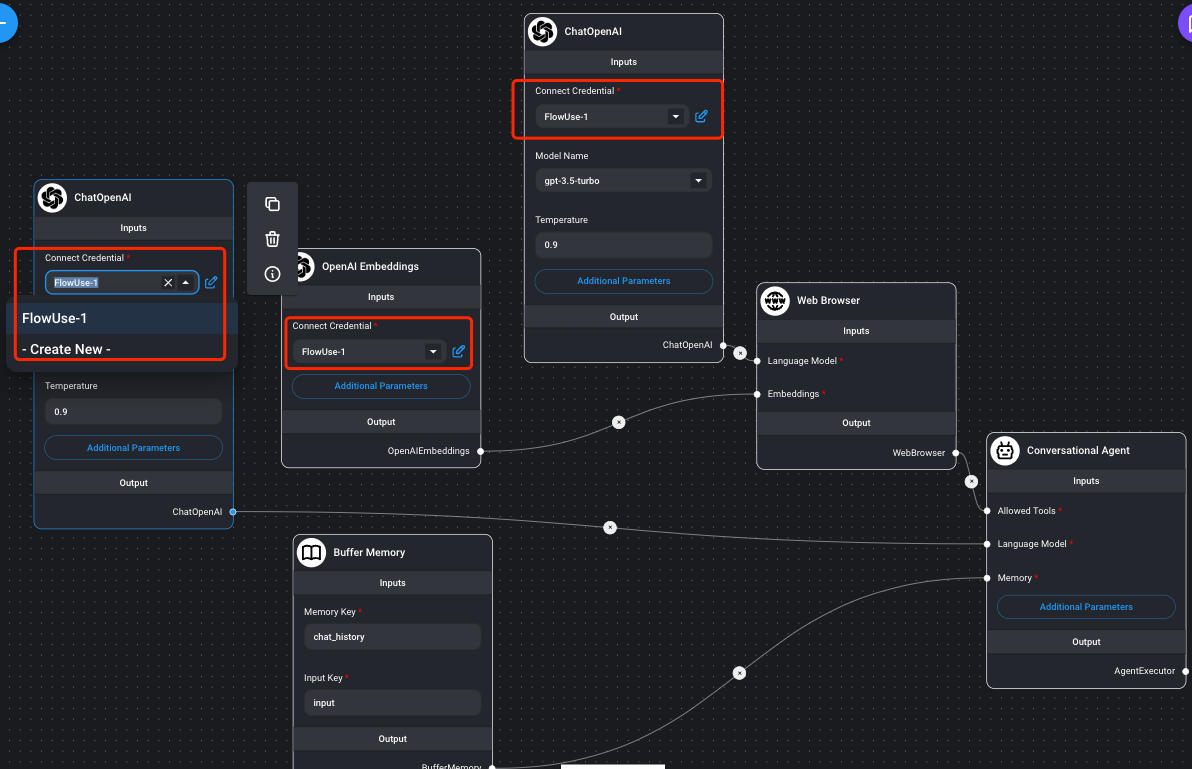 ChatOpenAI
Inputs
Connect Credential *
FlowUse-1
Model Name
gpt-3.5-turbo
Temperature
0.9
Additional Parameters
Output
ChatOpenAI
ChatOpenAI
Inputs
Connect Credential *
FlowUse-1
FlowUse-1
- Create New -
Temperature
0.9
Additional Parameters
Output
ChatOpenAI
OpenAI Embeddings
Inputs
Connect Credential *
FlowUse-1
Additional Parameters
Output
OpenAIEmbeddings
Web Browser
Inputs
Language Model *
Embeddings *
Output
WebBrowser
Conversational Agent
Inputs
Allowed Tools *
Language Model *
Memory *
Additional Parameters
Output
AgentExecutor
Buffer Memory
Inputs
Memory Key *
chat_history
Input Key *
input
Output
BufferMemory